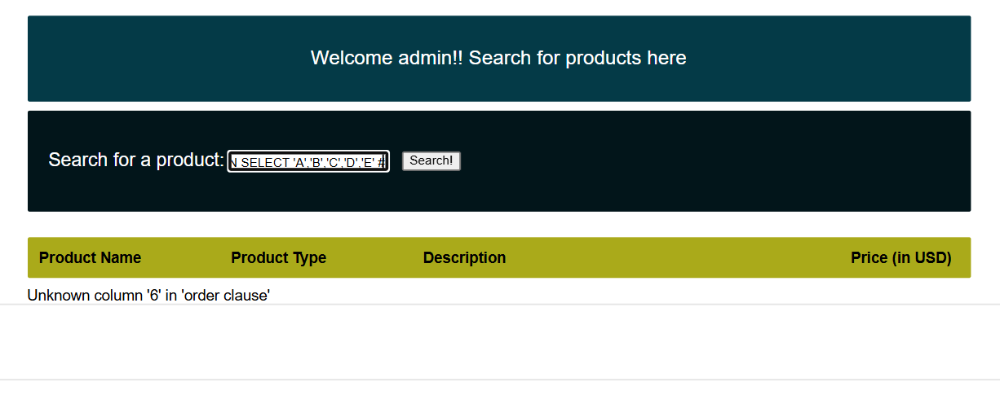 Welcome admin!! Search for products here
Search for a product: N SELECT 'A','B','C','D','E' # Search!
Product Name Product Type Description Price (in USD)
Unknown column '6' in 'order clause'